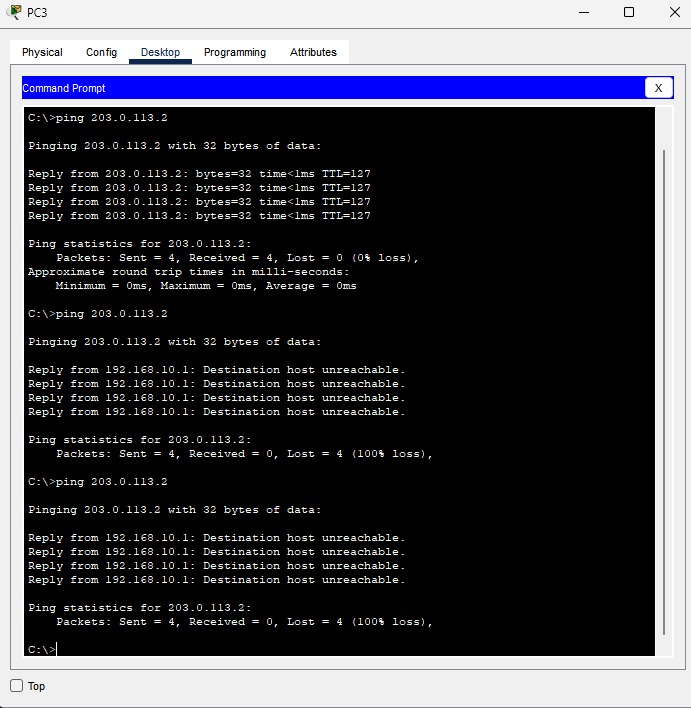 PC3
Physical Config Desktop Programming Attributes
Command Prompt
X
C:\>ping 203.0.113.2
Pinging 203.0.113.2 with 32 bytes of data:
Reply from 203.0.113.2: bytes=32 time<1ms TTL=127
Reply from 203.0.113.2: bytes=32 time<1ms TTL=127
Reply from 203.0.113.2: bytes=32 time<1ms TTL=127
Reply from 203.0.113.2: bytes=32 time<1ms TTL=127
Ping statistics for 203.0.113.2:
    Packets: Sent = 4, Received = 4, Lost = 0 (0% loss),
Approximate round trip times in milli-seconds:
    Minimum = 0ms, Maximum = 0ms, Average = 0ms
C:\>ping 203.0.113.2
Pinging 203.0.113.2 with 32 bytes of data:
Reply from 192.168.10.1: Destination host unreachable.
Reply from 192.168.10.1: Destination host unreachable.
Reply from 192.168.10.1: Destination host unreachable.
Reply from 192.168.10.1: Destination host unreachable.
Ping statistics for 203.0.113.2:
    Packets: Sent = 4, Received = 0, Lost = 4 (100% loss),
C:\>ping 203.0.113.2
Pinging 203.0.113.2 with 32 bytes of data:
Reply from 192.168.10.1: Destination host unreachable.
Reply from 192.168.10.1: Destination host unreachable.
Reply from 192.168.10.1: Destination host unreachable.
Reply from 192.168.10.1: Destination host unreachable.
Ping statistics for 203.0.113.2:
    Packets: Sent = 4, Received = 0, Lost = 4 (100% loss),
C:\>
Top